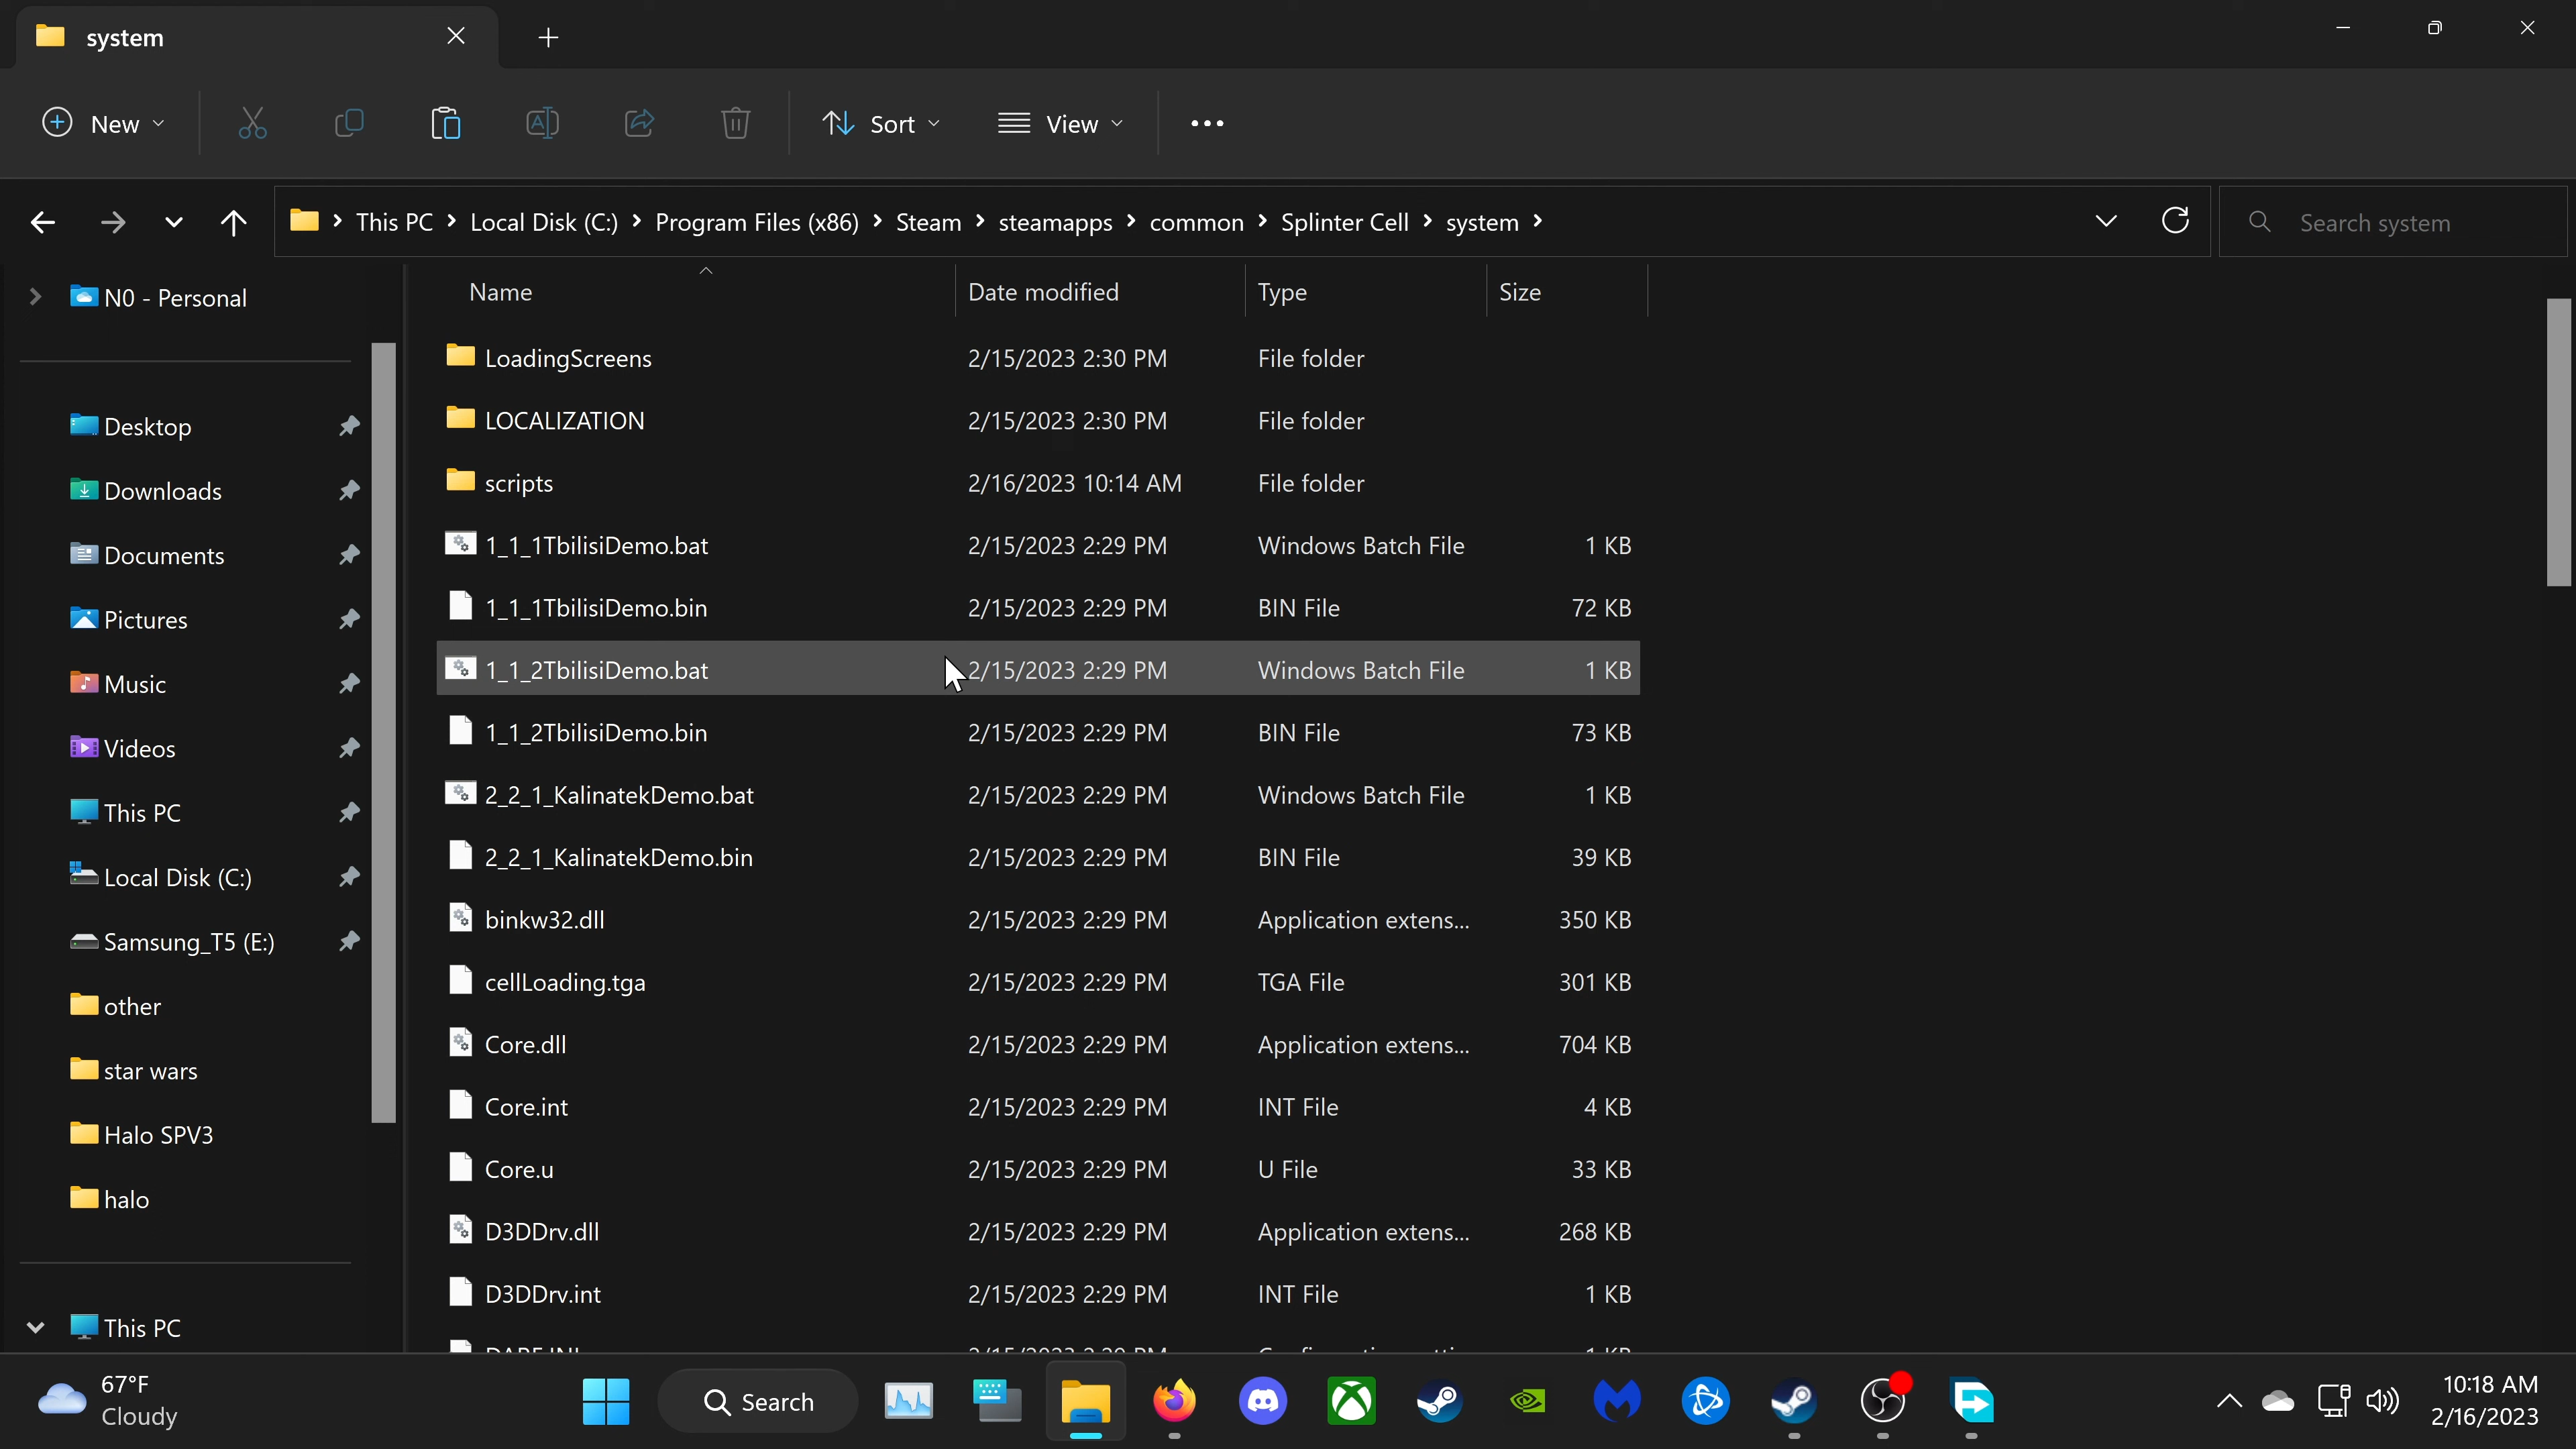 system
New
Sort
View
This PC
Local Disk (C:)
Program Files (x86)
Steam
steamapps
common
Splinter Cell
system
Search system
N0 - Personal
Desktop
Downloads
Documents
Pictures
Music
Videos
This PC
Local Disk (C:)
Samsung_T5 (E:)
other
star wars
Halo SPV3
halo
This PC
Name Date modified Type Size
LoadingScreens 2/15/2023 2:30 PM File folder
LOCALIZATION 2/15/2023 2:30 PM File folder
scripts 2/16/2023 10:14 AM File folder
1_1_1TbilisiDemo.bat 2/15/2023 2:29 PM Windows Batch File 1 KB
1_1_1TbilisiDemo.bin 2/15/2023 2:29 PM BIN File 72 KB
1_1_2TbilisiDemo.bat 2/15/2023 2:29 PM Windows Batch File 1 KB
1_1_2TbilisiDemo.bin 2/15/2023 2:29 PM BIN File 73 KB
2_2_1_KalinatekDemo.bat 2/15/2023 2:29 PM Windows Batch File 1 KB
2_2_1_KalinatekDemo.bin 2/15/2023 2:29 PM BIN File 39 KB
binkw32.dll 2/15/2023 2:29 PM Application extens... 350 KB
cellLoading.tga 2/15/2023 2:29 PM TGA File 301 KB
Core.dll 2/15/2023 2:29 PM Application extens... 704 KB
Core.int 2/15/2023 2:29 PM INT File 4 KB
Core.u 2/15/2023 2:29 PM U File 33 KB
D3DDrv.dll 2/15/2023 2:29 PM Application extens... 268 KB
D3DDrv.int 2/15/2023 2:29 PM INT File 1 KB
67°F
Cloudy
Search
10:18 AM
2/16/2023